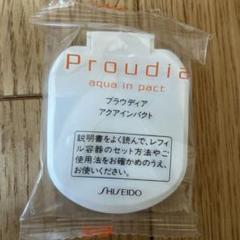 Proudia
aqua in pact
プラウディア
アクアインパクト
説明書をよく読んで、レフィ
ル容器のセット方法やご
使用法をお確かめのうえ、
お使いください。
SHISEIDO